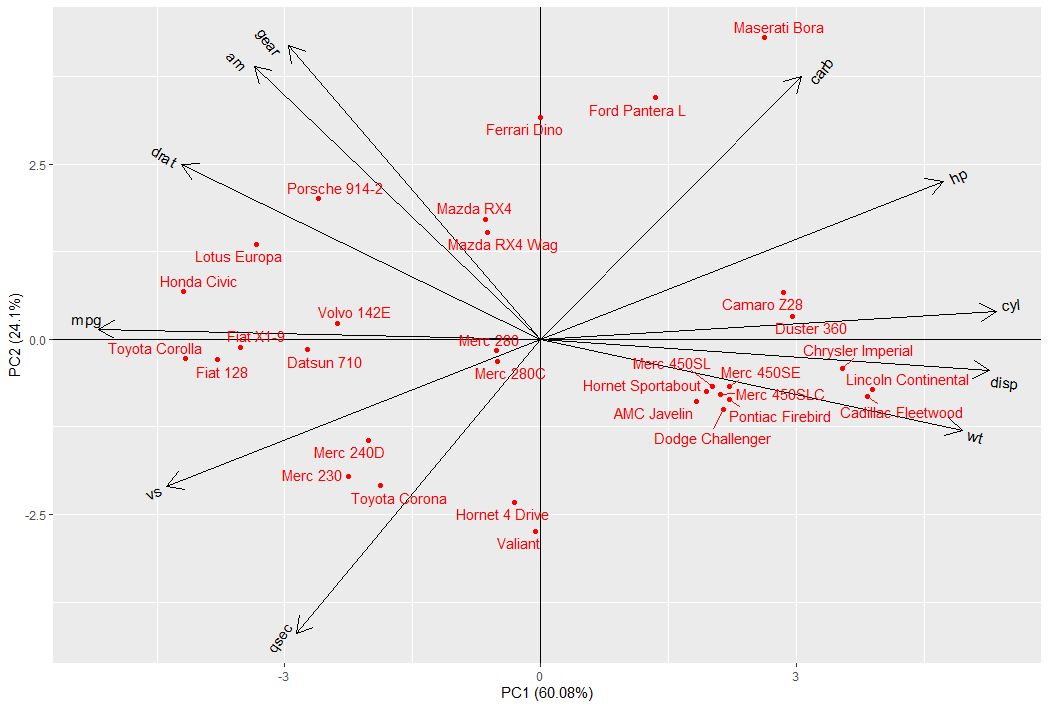 Maserati Bora
gear
am
carb
Ford Pantera L
Ferrari Dino
drat
2.5
hp
Porsche 914-2
Mazda RX4
Mazda RX4 Wag
Lotus Europa
Honda Civic
Camaro Z28
cyl
Volvo 142E
mpg
Duster 360
Fiat X1-9
Merc 280
0.0
Toyota Corolla
Chrysler Imperial
Datsun 710
Merc 450SL
Fiat 128
Merc 280C
Merc 450SE
Lincoln Continental
disp
Hornet Sportabout
Merc 450SLC
AMC Javelin
Pontiac Firebird
Cadillac Fleetwood
Dodge Challenger
wt
Merc 240D
Merc 230
vs
Toyota Corona
Hornet 4 Drive
-2.5
Valiant
qsec
PC2 (24.1%)
-3
0
3
PC1 (60.08%)